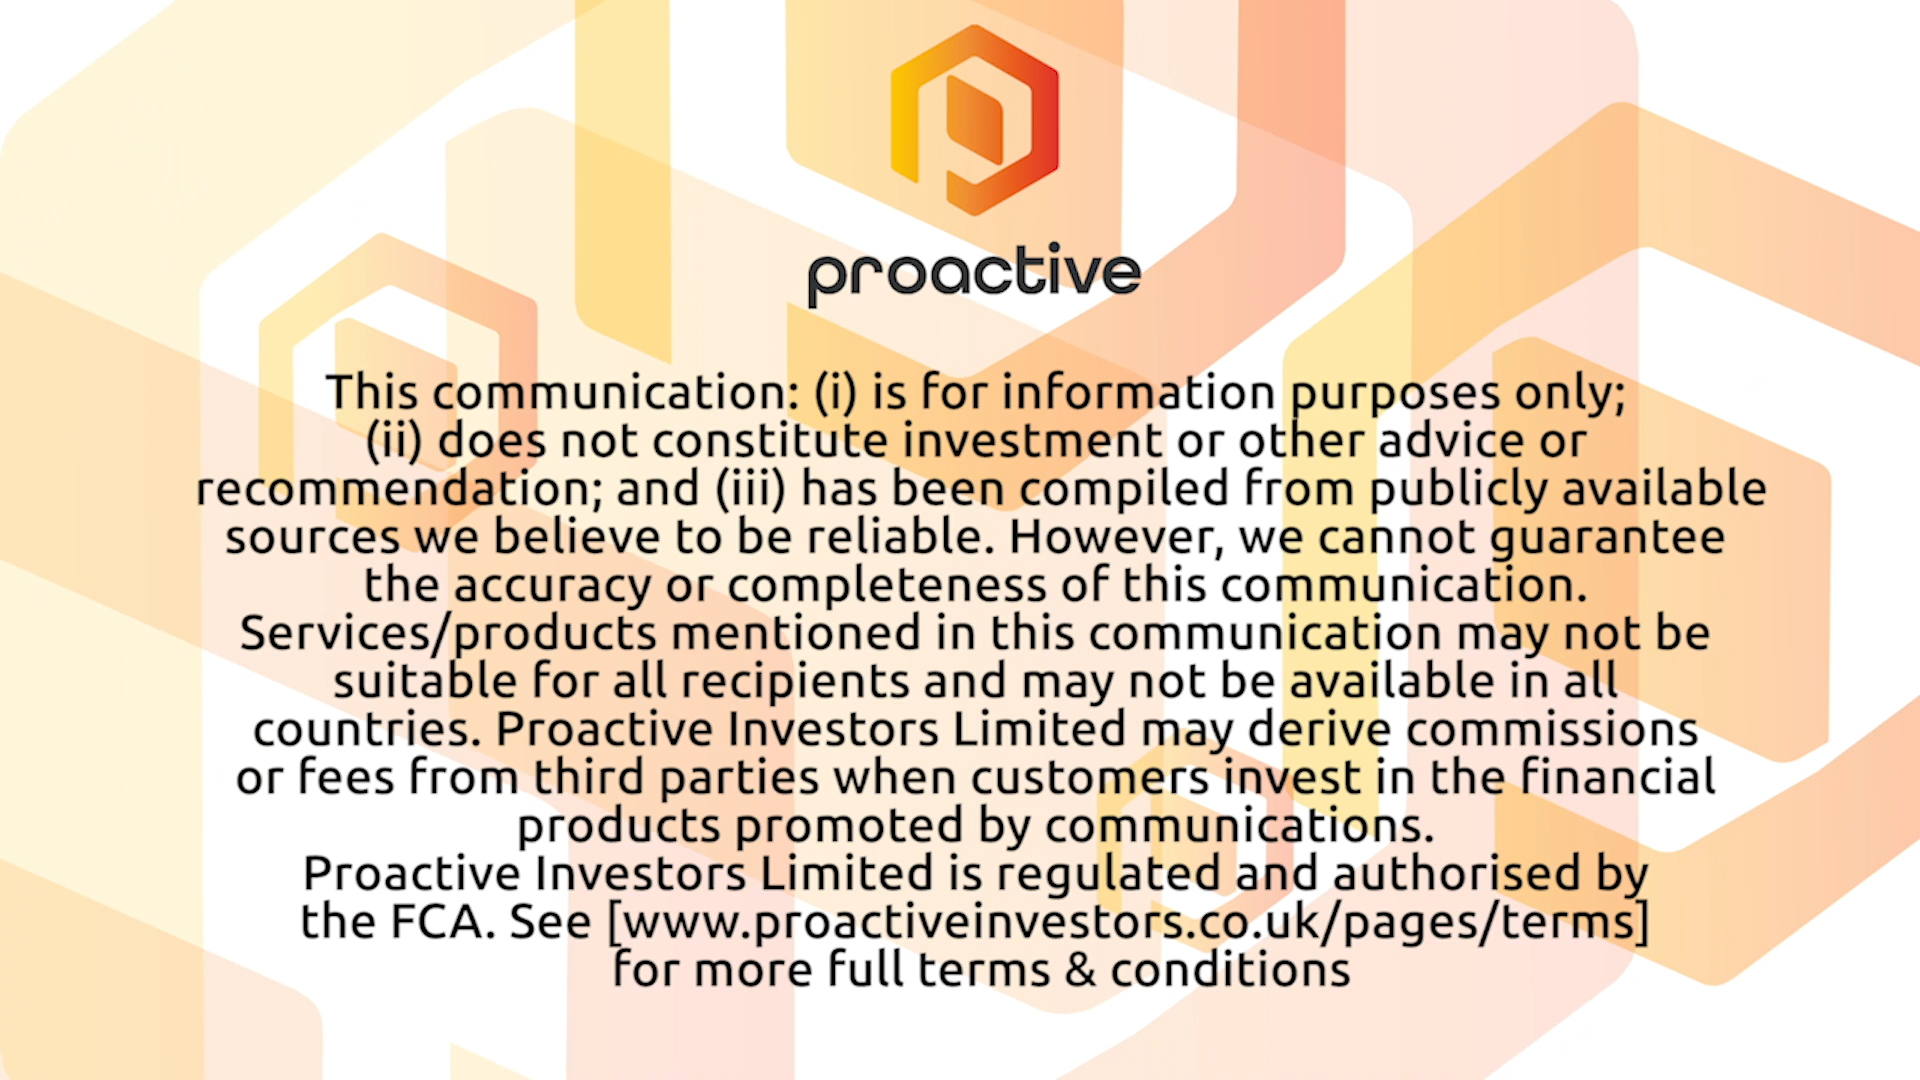 proactive
This communication: (i) is for information purposes only;
(ii) does not constitute investment or other advice or
recommendation; and (iii) has been compiled from publicly available
sources we believe to be reliable. However, we cannot guarantee
the accuracy or completeness of this communication.
Services/products mentioned in this communication may not be
suitable for all recipients and may not be available in all
countries. Proactive Investors Limited may derive commissions
or fees from third parties when customers invest in the financial
products promoted by communications.
Proactive Investors Limited is regulated and authorised by
the FCA. See [www.proactiveinvestors.co.uk/pages/terms]
for more full terms & conditions